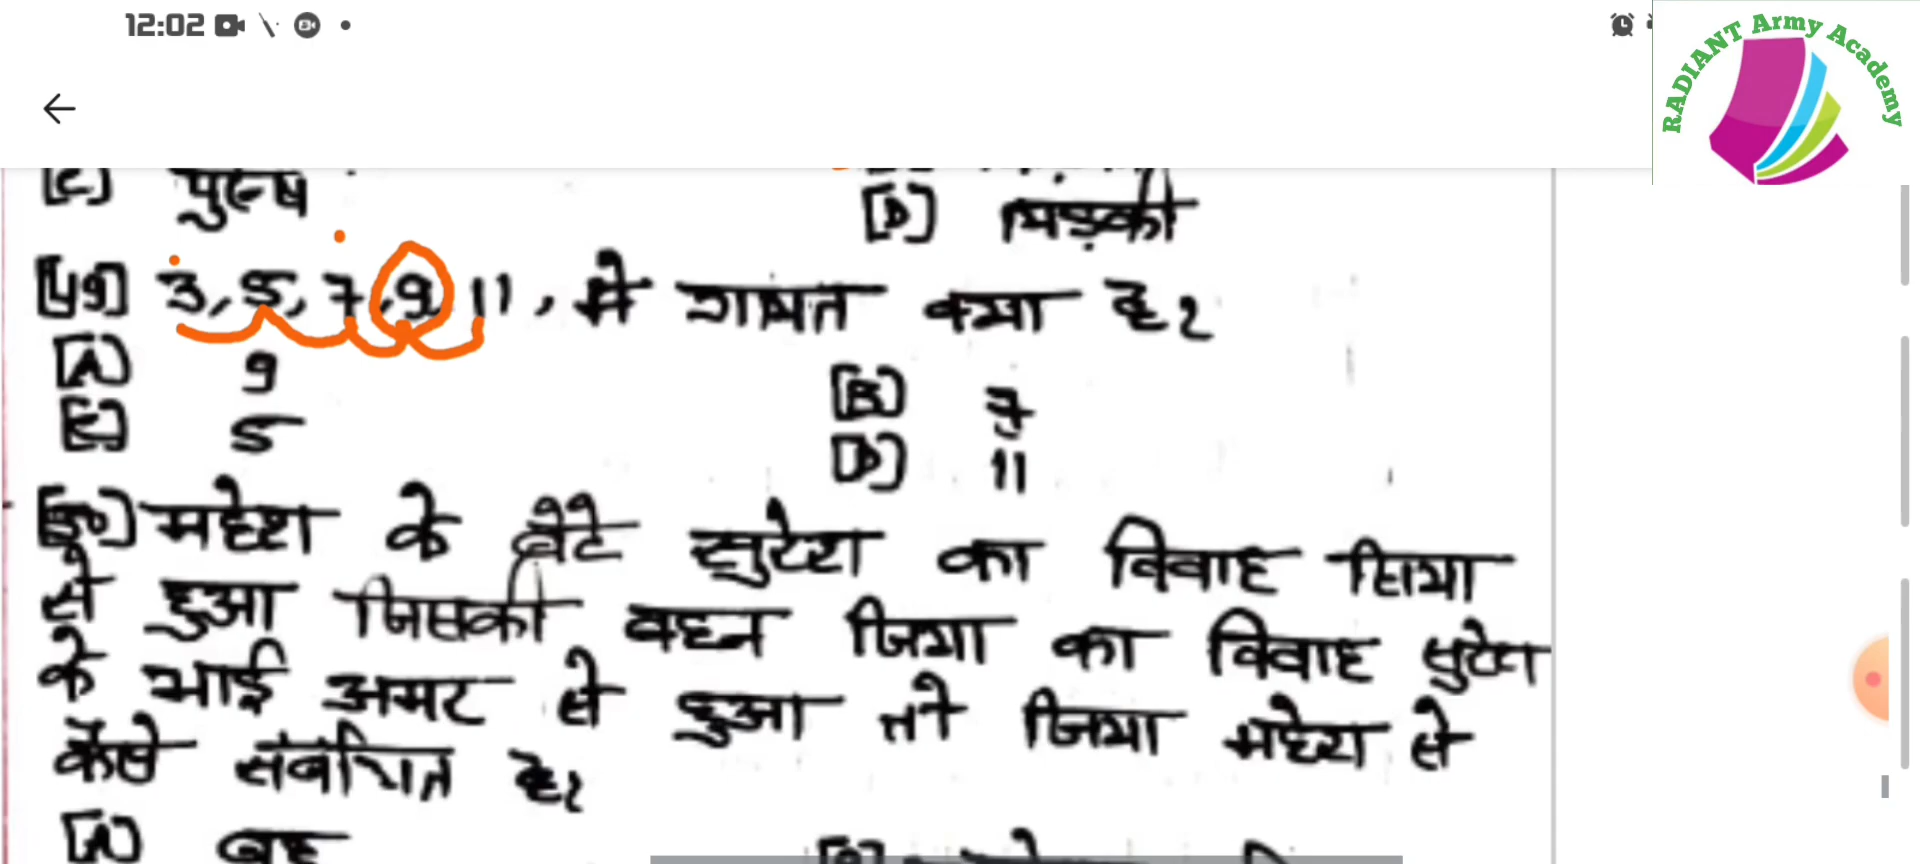 12:02
RADIANT Army Academy
[C] पुरुष
[D] लड़की
[49] 3, 5, 7, 9, 11, में गलत क्या है?
[A] 9
[B] 7
[C] 5
[D] 11
[50] महेश के बेटे सुरेश का विवाह सिमा
से हुआ जिसकी बहन जिमा का विवाह सुरेश
के भाई अमर से हुआ तो जिमा महेश से
कैसे संबंधित है?
[A] बहु
[B]